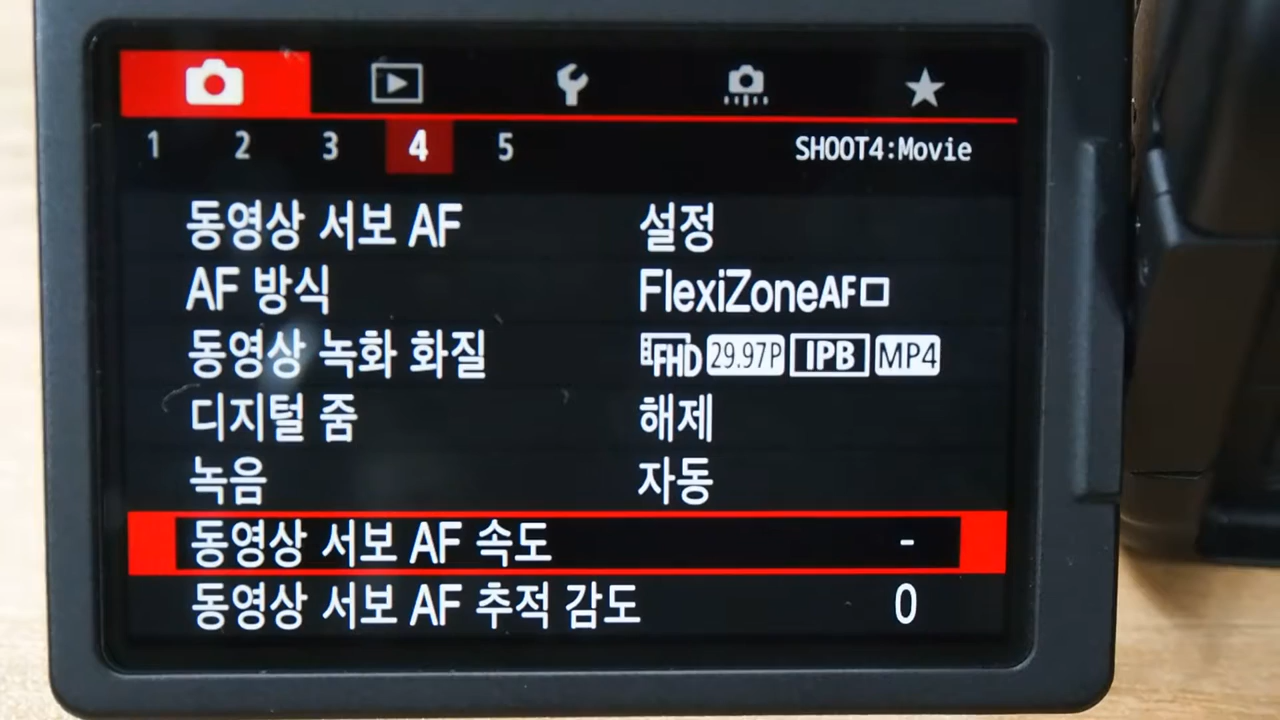 1 2 3 4 5 SHOOT4:Movie
동영상 서보 AF 설정
AF 방식 FlexiZoneAF□
동영상 녹화 화질 FHD 29.97P IPB MP4
디지털 줌 해제
녹음 자동
동영상 서보 AF 속도 -
동영상 서보 AF 추적 감도 0